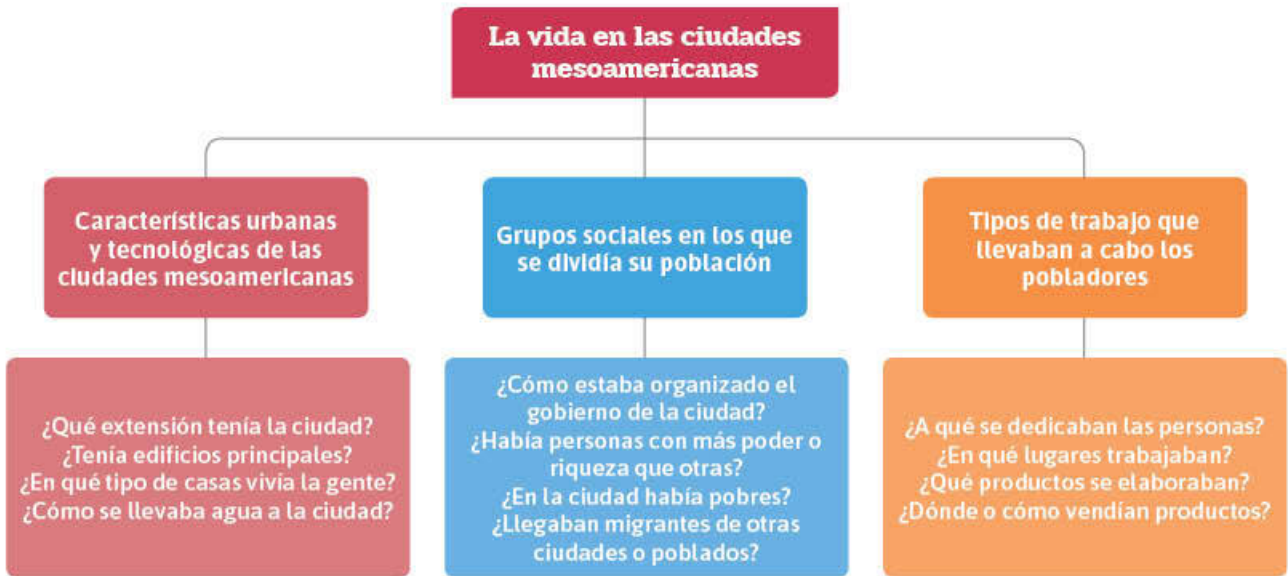 La vida en las ciudades
mesoamericanas
Características urbanas
y tecnológicas de las
ciudades mesoamericanas
Grupos sociales en los que
se dividía su población
Tipos de trabajo que
llevaban a cabo los
pobladores
¿Qué extensión tenía la ciudad?
¿Tenía edificios principales?
¿En qué tipo de casas vivía la gente?
¿Cómo se llevaba agua a la ciudad?
¿Cómo estaba organizado el
gobierno de la ciudad?
¿Había personas con más poder o
riqueza que otras?
¿En la ciudad había pobres?
¿Llegaban migrantes de otras
ciudades o poblados?
¿A qué se dedicaban las personas?
¿En qué lugares trabajaban?
¿Qué productos se elaboraban?
¿Dónde o cómo vendían productos?